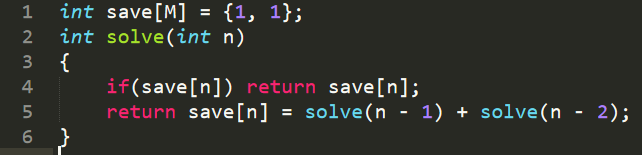 1 int save[M] = {1, 1};
2 int solve(int n)
3 {
4     if(save[n]) return save[n];
5     return save[n] = solve(n - 1) + solve(n - 2);
6 }